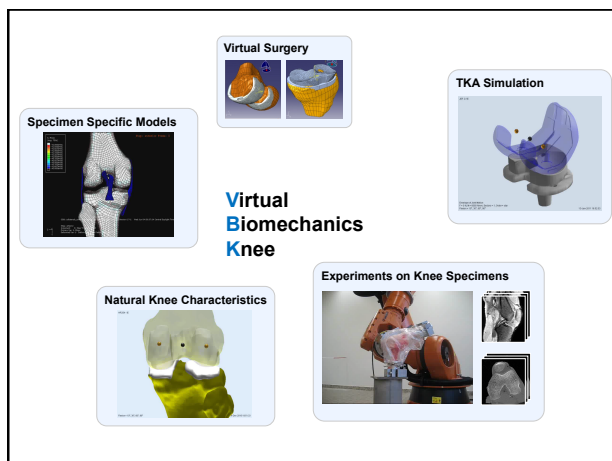 Virtual Surgery
TKA Simulation
Specimen Specific Models
Virtual
Biomechanics
Knee
Natural Knee Characteristics
Experiments on Knee Specimens